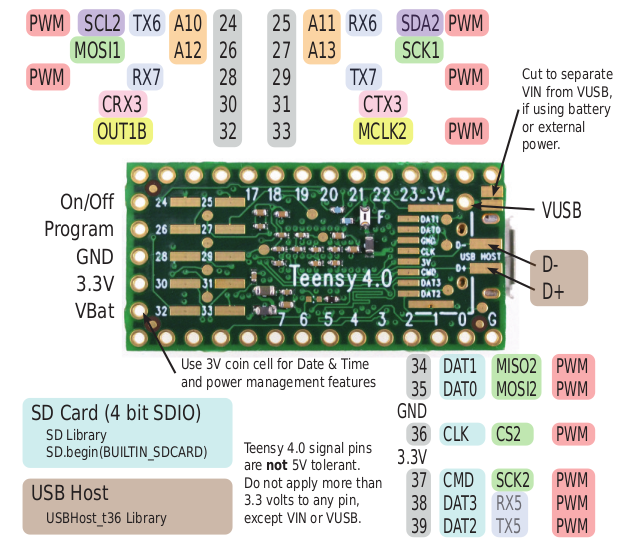 PWM SCL2 TX6 A10 24 25 A11 RX6 SDA2 PWM
MOSI1 A12 26 27 A13 SCK1
PWM RX7 28 29 TX7 PWM
CRX3 30 31 CTX3
OUT1B 32 33 MCLK2 PWM
Cut to separate
VIN from VUSB,
if using battery
or external
power.
On/Off
Program
GND
3.3V
VBat
17 18 19 20 21 22 23 3V
24 25
26 27
28 29
30 31
32 33
F
DAT1
DAT0
GND
CLK
3V
CMD
DAT3
DAT2
D-
USB HOST
D+
Teensy 4.0
7 6 5 4 3 2 1 0 G
VUSB
D-
D+
Use 3V coin cell for Date & Time
and power management features
34 DAT1 MISO2 PWM
35 DAT0 MOSI2 PWM
GND
36 CLK CS2 PWM
3.3V
37 CMD SCK2 PWM
38 DAT3 RX5 PWM
39 DAT2 TX5 PWM
SD Card (4 bit SDIO)
SD Library
SD.begin(BUILTIN_SDCARD)
USB Host
USBHost_t36 Library
Teensy 4.0 signal pins
are not 5V tolerant.
Do not apply more than
3.3 volts to any pin,
except VIN or VUSB.